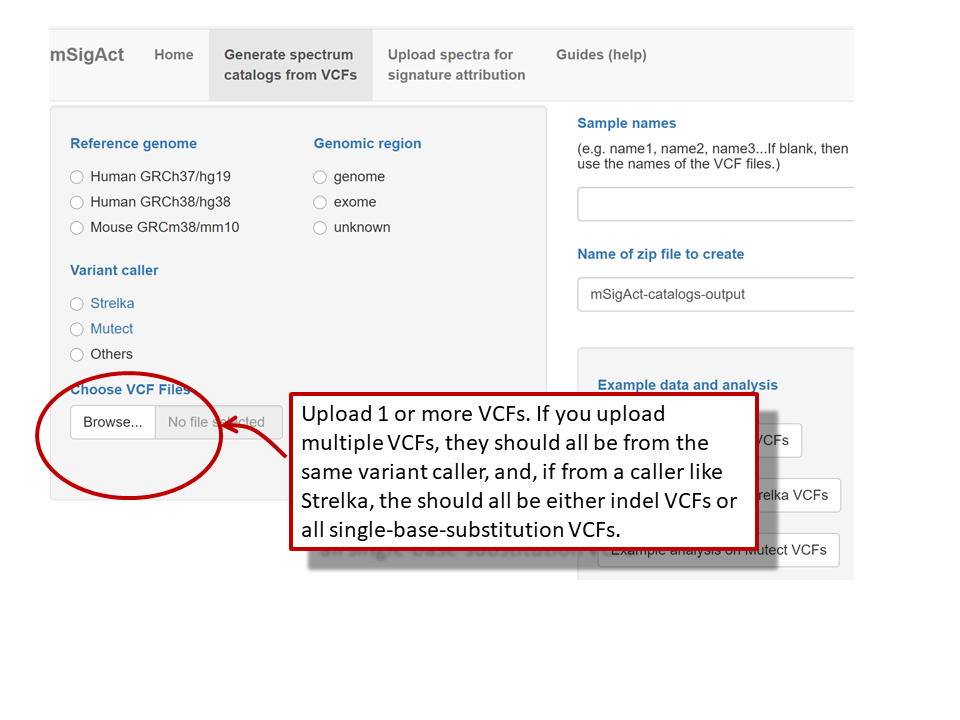 mSigAct
Home
Generate spectrum
catalogs from VCFs
Upload spectra for
signature attribution
Guides (help)
Reference genome
Human GRCh37/hg19
Human GRCh38/hg38
Mouse GRCm38/mm10
Genomic region
genome
exome
unknown
Variant caller
Strelka
Mutect
Others
Choose VCF Files
Browse...
No file selected
Upload 1 or more VCFs. If you upload
multiple VCFs, they should all be from the
same variant caller, and, if from a caller like
Strelka, the should all be either indel VCFs or
all single-base-substitution VCFs.
Sample names
(e.g. name1, name2, name3...If blank, then
use the names of the VCF files.)
Name of zip file to create
mSigAct-catalogs-output
Example data and analysis
VCFs
VCFs
Example analysis on Mutect VCFs